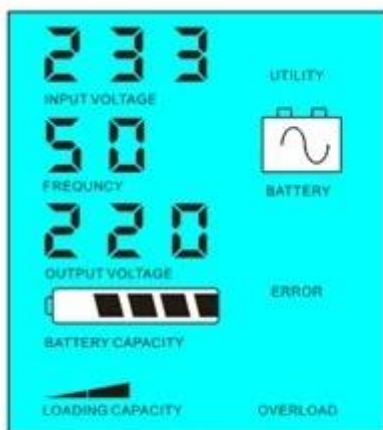 233
UTILITY
INPUT VOLTAGE
50
FREQUNCY
BATTERY
220
OUTPUT VOLTAGE
ERROR
BATTERY CAPACITY
LOADING CAPACITY
OVERLOAD